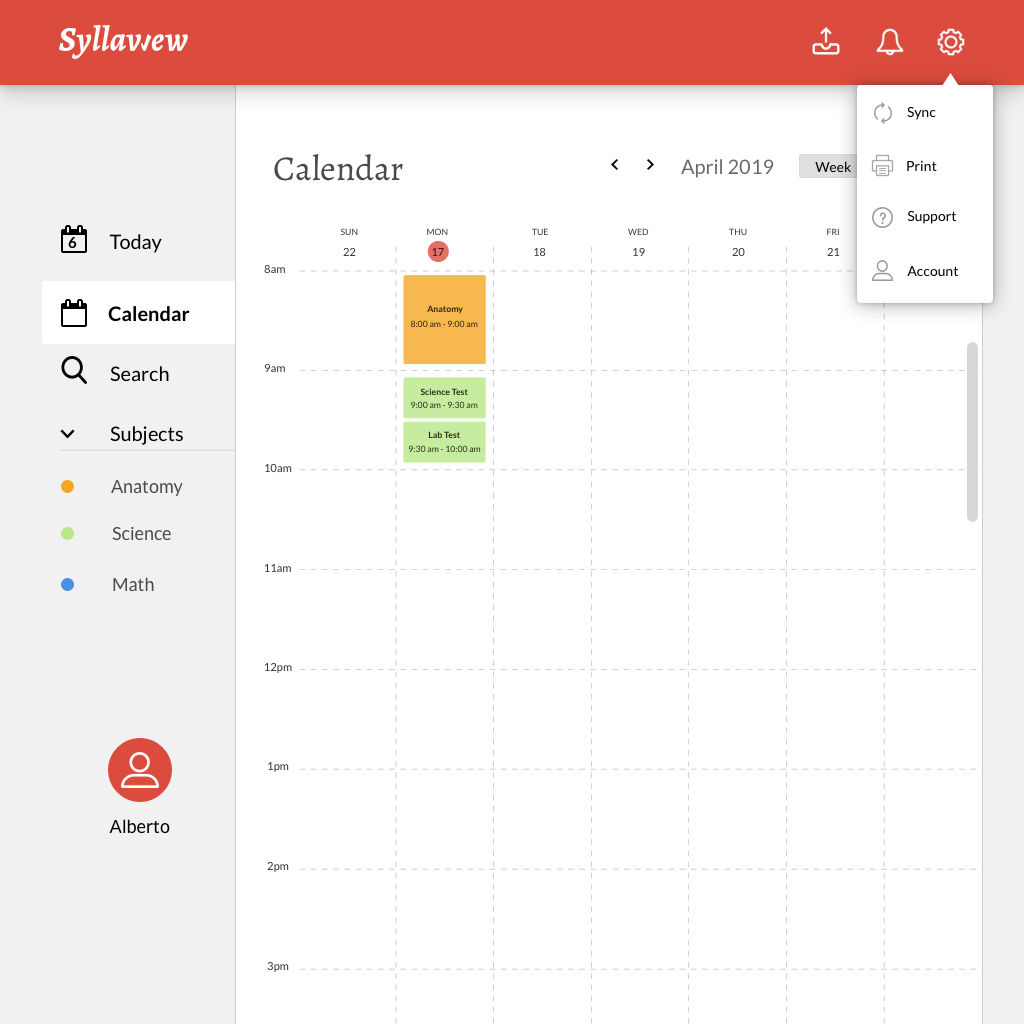 Syllaview
Sync
Print
Support
Account
Calendar
April 2019
Week
6
Today
Calendar
Search
Subjects
Anatomy
Science
Math
Alberto
SUN MON TUE WED THU FRI
22 17 18 19 20 21
8am
Anatomy
8:00 am - 9:00 am
9am
Science Test
9:00 am - 9:30 am
Lab Test
9:30 am - 10:00 am
10am
11am
12pm
1pm
2pm
3pm